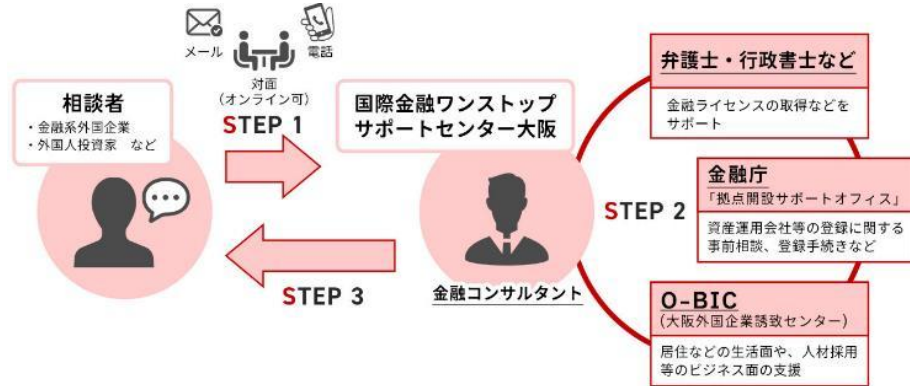 メール
電話
対面
（オンライン可）
STEP 1
相談者
・金融系外国企業
・外国人投資家　など
国際金融ワンストップ
サポートセンター大阪
金融コンサルタント
STEP 2
弁護士・行政書士など
金融ライセンスの取得などを
サポート
金融庁
「拠点開設サポートオフィス」
資産運用会社等の登録に関する
事前相談、登録手続きなど
O-BIC
(大阪外国企業誘致センター)
居住などの生活面や、人材採用
等のビジネス面の支援
STEP 3